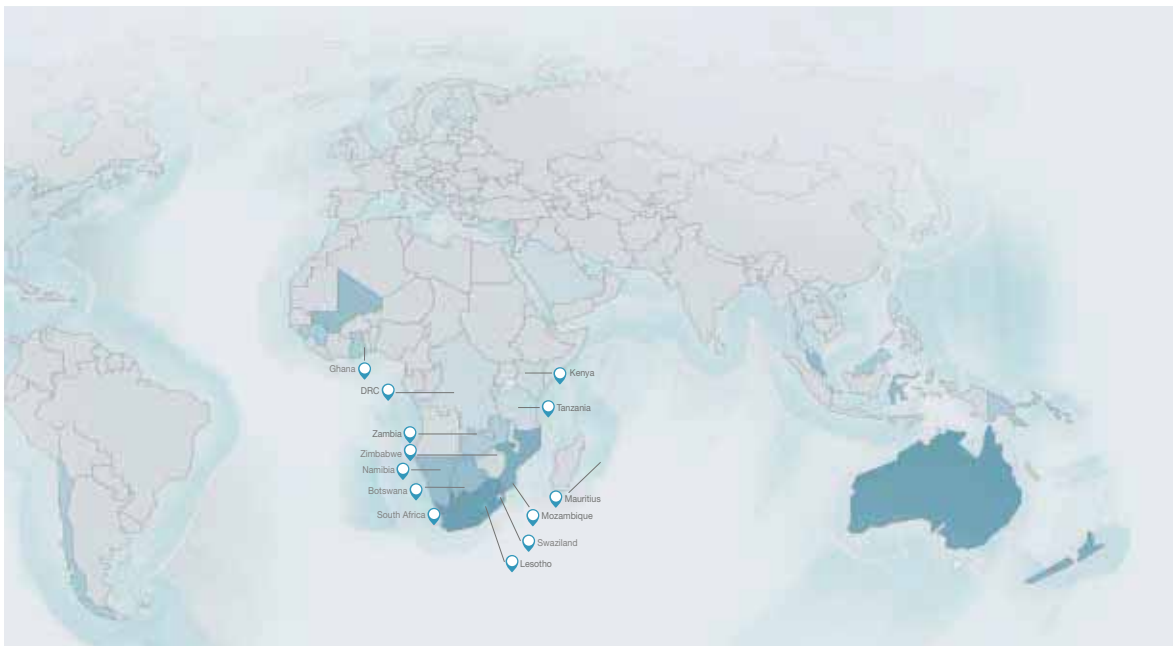 Ghana
Kenya
DRC
Tanzania
Zambia
Zimbabwe
Namibia
Botswana
Mauritius
South Africa
Mozambique
Swaziland
Lesotho